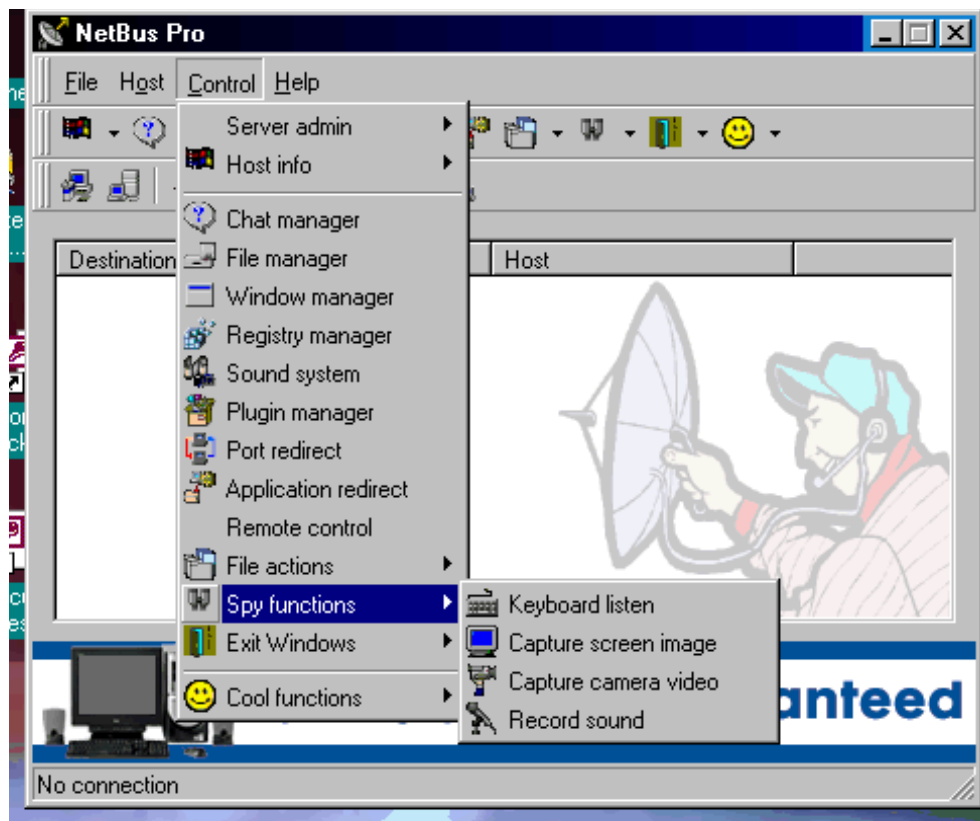 NetBus Pro
File Host Control Help
Server admin
Host info
Chat manager
Destination Host
File manager
Window manager
Registry manager
Sound system
Plugin manager
Port redirect
Application redirect
Remote control
File actions
Spy functions
Keyboard listen
Exit Windows
Capture screen image
Capture camera video
Cool functions
anteed
Record sound
No connection